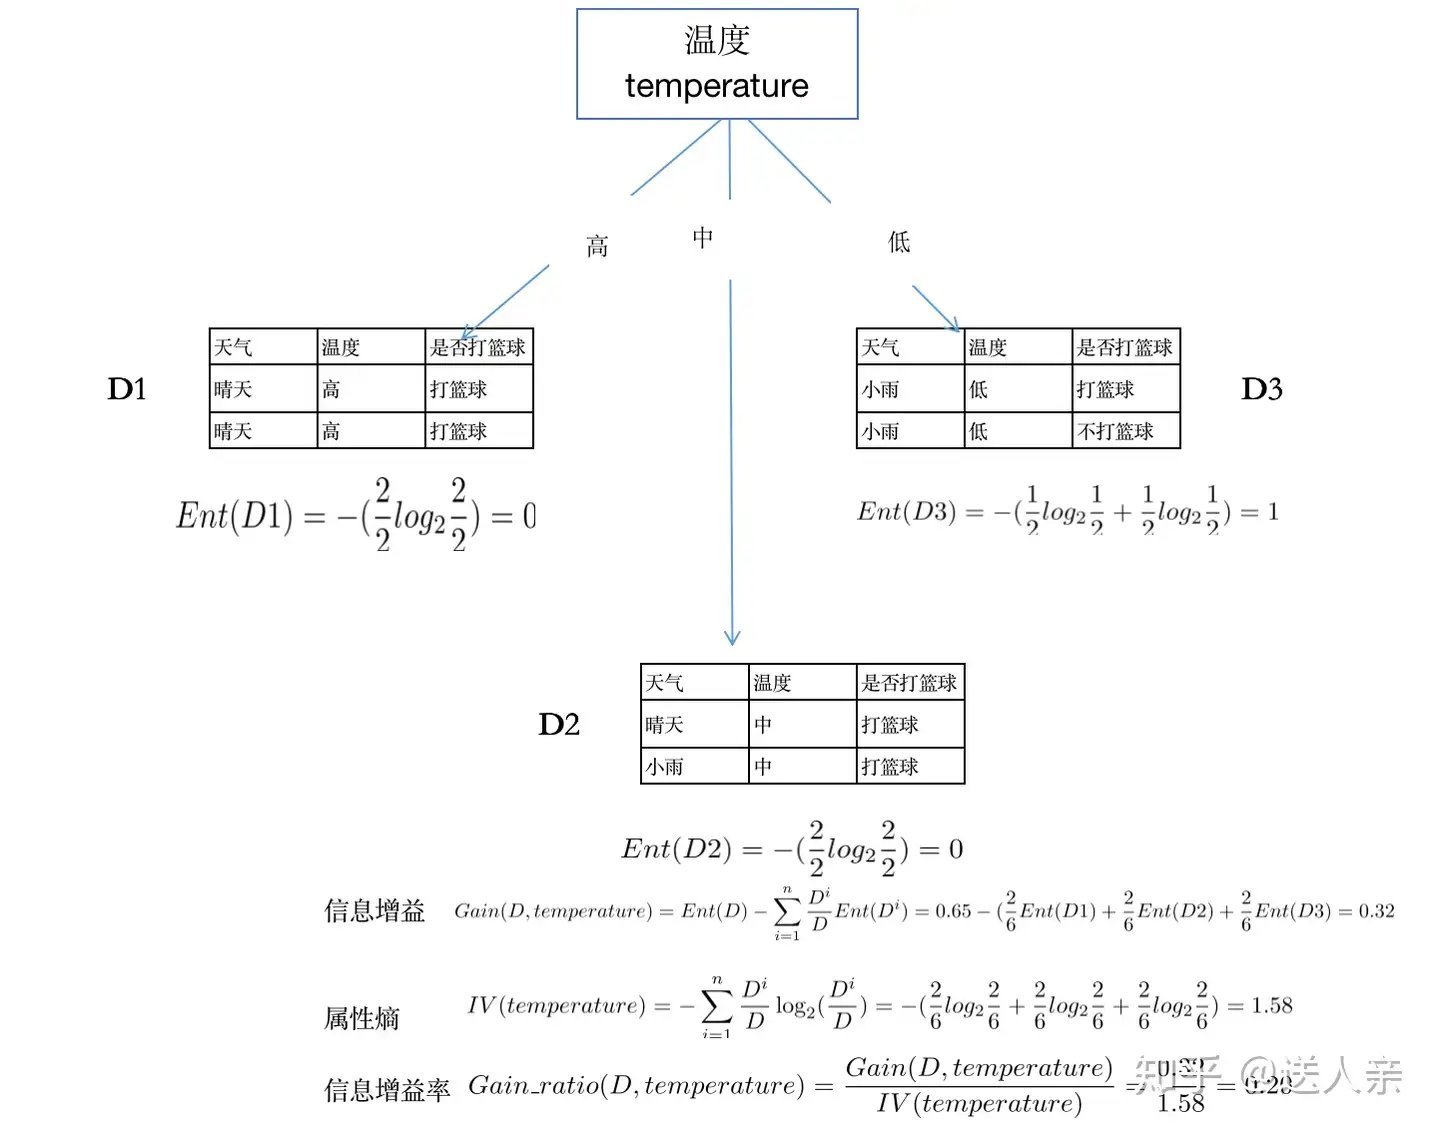 温度
temperature
高 中 低
D1
天气 温度 是否打篮球
晴天 高 打篮球
晴天 高 打篮球
Ent(D1) = -(\frac{2}{2}log_2\frac{2}{2}) = 0
天气 温度 是否打篮球
小雨 低 打篮球
小雨 低 不打篮球
D3
Ent(D3) = -(\frac{1}{2}log_2\frac{1}{2} + \frac{1}{2}log_2\frac{1}{2}) = 1
D2
天气 温度 是否打篮球
晴天 中 打篮球
小雨 中 打篮球
Ent(D2) = -(\frac{2}{2}log_2\frac{2}{2}) = 0
信息增益 Gain(D, temperature) = Ent(D) - \sum_{i=1}^{n}\frac{D^i}{D}Ent(D^i) = 0.65 - (\frac{2}{6}Ent(D1) + \frac{2}{6}Ent(D2) + \frac{2}{6}Ent(D3) = 0.32
属性熵 IV(temperature) = -\sum_{i=1}^{n}\frac{D^i}{D}\log_2(\frac{D^i}{D}) = -(\frac{2}{6}log_2\frac{2}{6} + \frac{2}{6}log_2\frac{2}{6} + \frac{2}{6}log_2\frac{2}{6}) = 1.58
信息增益率 Gain_ratio(D, temperature) = \frac{Gain(D, temperature)}{IV(temperature)} = \frac{0.32}{1.58} = 0.20
知乎 @送人亲